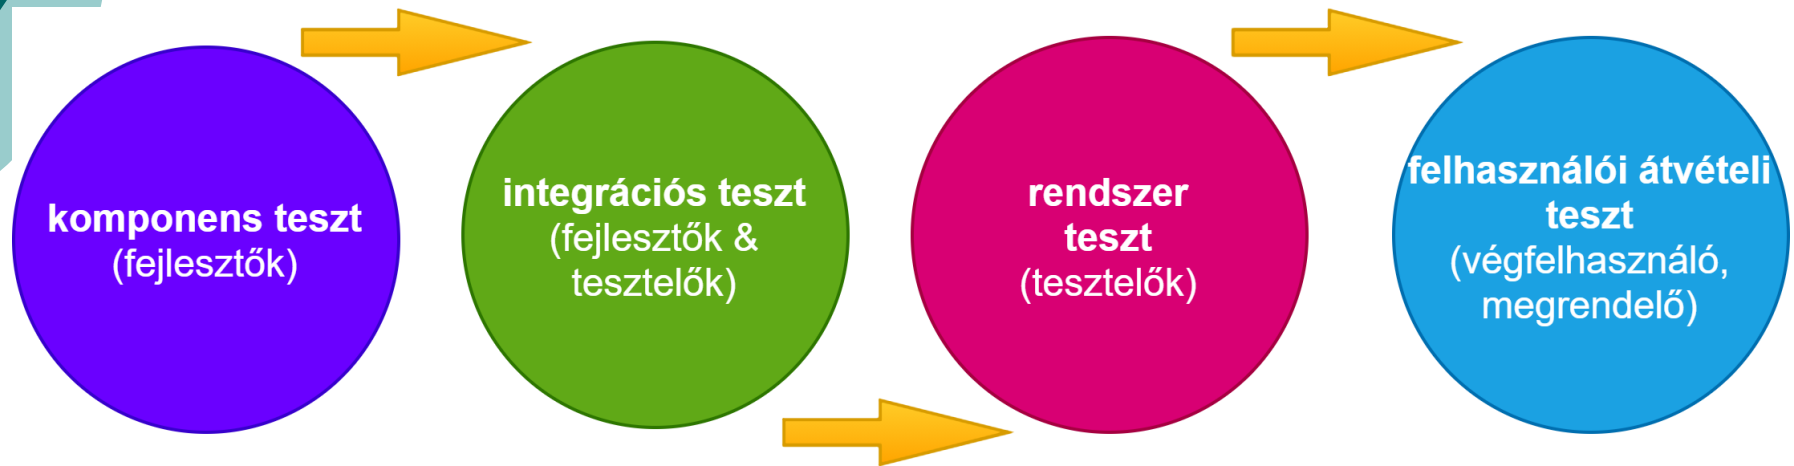 komponens teszt
(fejlesztők)
integrációs teszt
(fejlesztők &
tesztelők)
rendszer
teszt
(tesztelők)
felhasználói átvételi
teszt
(végfelhasználó,
megrendelő)